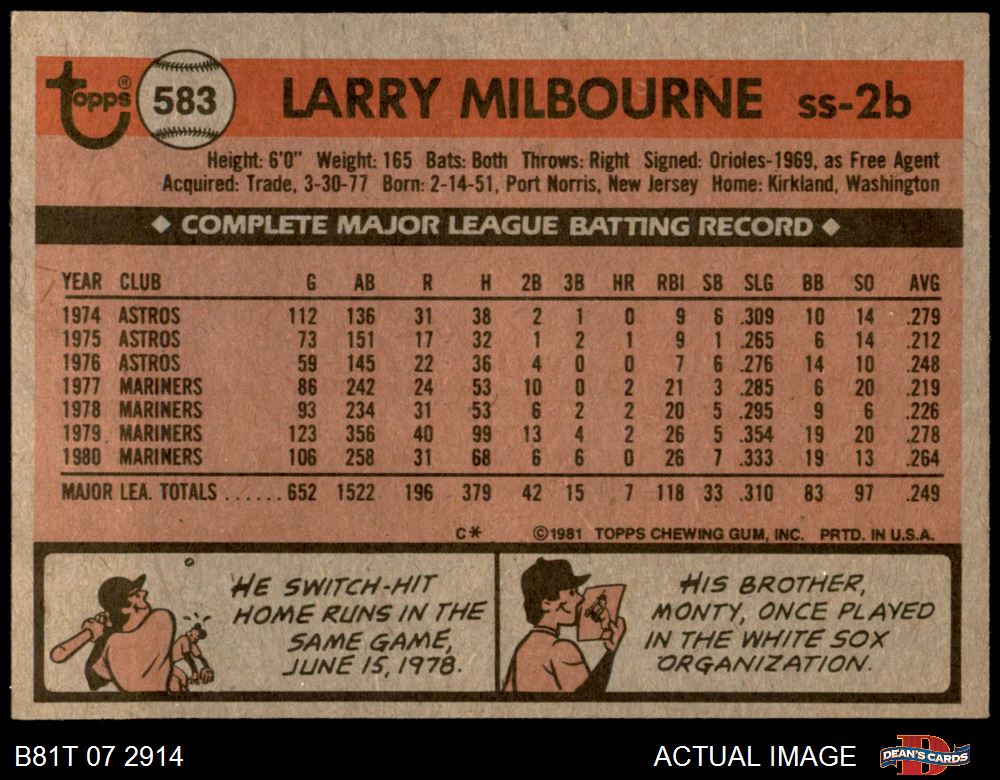 Topps® 583 LARRY MILBOURNE ss-2b
Height: 6'0" Weight: 165 Bats: Both Throws: Right Signed: Orioles-1969, as Free Agent
Acquired: Trade, 3-30-77 Born: 2-14-51, Port Norris, New Jersey Home: Kirkland, Washington
◆ COMPLETE MAJOR LEAGUE BATTING RECORD ◆
YEAR CLUB G AB R H 2B 3B HR RBI SB SLG BB SO AVG
1974 ASTROS 112 136 31 38 2 1 0 9 6 .309 10 14 .279
1975 ASTROS 73 151 17 32 1 2 1 9 1 .265 6 14 .212
1976 ASTROS 59 145 22 36 4 0 0 7 6 .276 14 10 .248
1977 MARINERS 86 242 24 53 10 0 2 21 3 .285 6 20 .219
1978 MARINERS 93 234 31 53 6 2 2 20 5 .295 9 6 .226
1979 MARINERS 123 356 40 99 13 4 2 26 5 .354 19 20 .278
1980 MARINERS 106 258 31 68 6 6 0 26 7 .333 19 13 .264
MAJOR LEA. TOTALS ...... 652 1522 196 379 42 15 7 118 33 .310 83 97 .249
C* ©1981 TOPPS CHEWING GUM, INC. PRTD. IN U.S.A.
HE SWITCH-HIT
HOME RUNS IN THE
SAME GAME,
JUNE 15, 1978.
HIS BROTHER,
MONTY, ONCE PLAYED
IN THE WHITE SOX
ORGANIZATION.
B81T 07 2914 ACTUAL IMAGE DEAN'S CARDS